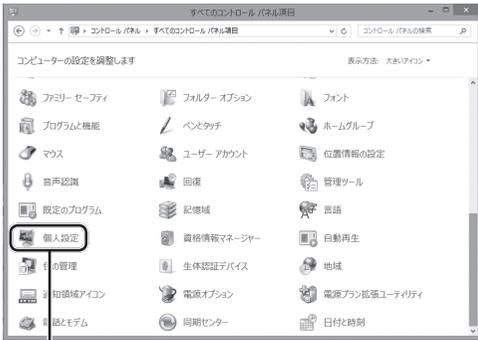 すべてのコントロール パネル項目
コントロール パネル ▸ すべてのコントロール パネル項目
コントロール パネルの検索
コンピューターの設定を調整します
表示方法: 大きいアイコン
ファミリー セーフティ
フォルダー オプション
フォント
プログラムと機能
ペンとタッチ
ホームグループ
マウス
ユーザー アカウント
位置情報の設定
音声認識
回復
管理ツール
既定のプログラム
記憶域
言語
個人設定
資格情報マネージャー
自動再生
の管理
生体認証デバイス
地域
通知領域アイコン
電源オプション
電源プラン拡張ユーティリティ
話とモデム
同期センター
日付と時刻